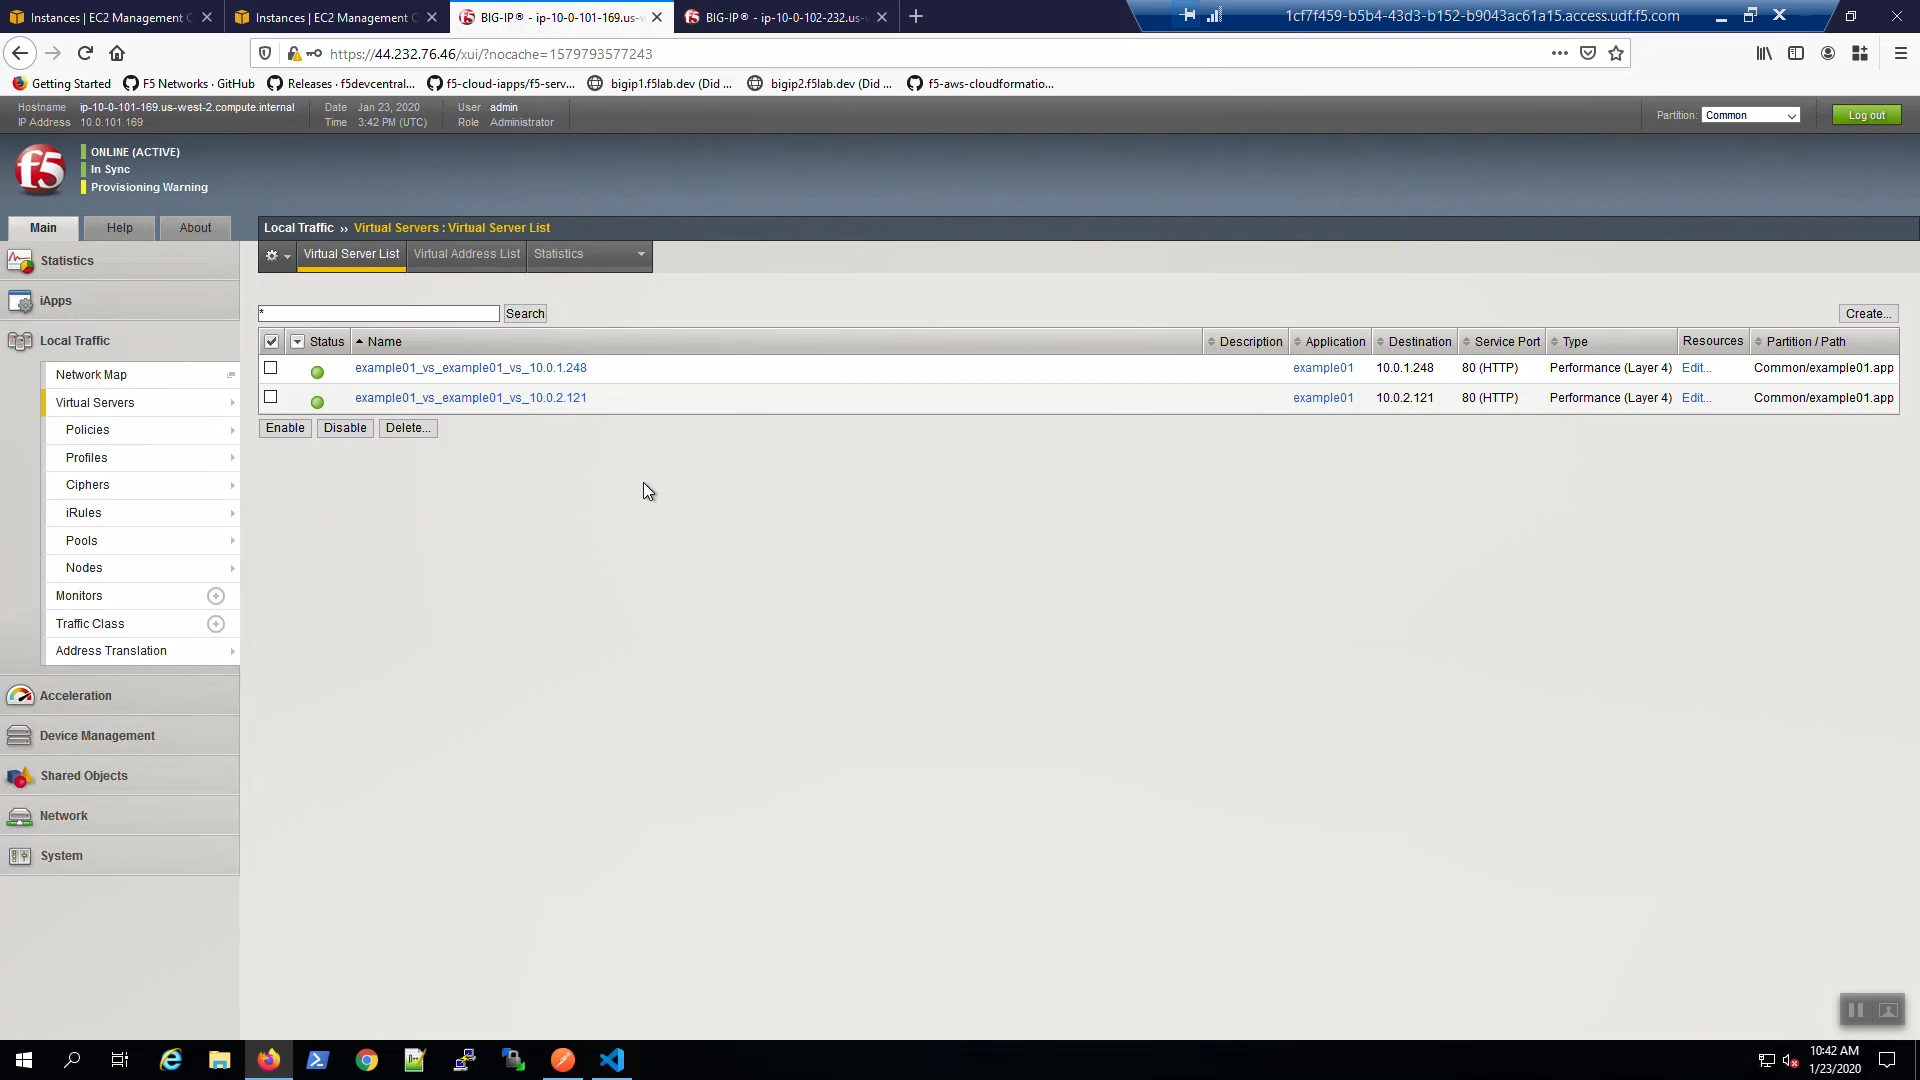 Instances | EC2 Management C
Instances | EC2 Management C
BIG-IP® - ip-10-0-101-169.us-w
BIG-IP® - ip-10-0-102-232.us-w
1cf7f459-b5b4-43d3-b152-b9043ac61a15.access.udf.f5.com
https://44.232.76.46/xui/?nocache=1579793577243
Getting Started
F5 Networks · GitHub
Releases · f5devcentral...
f5-cloud-iapps/f5-serv...
bigip1.f5lab.dev (Did ...
bigip2.f5lab.dev (Did ...
f5-aws-cloudformatio...
Hostname ip-10-0-101-169.us-west-2.compute.internal
IP Address 10.0.101.169
Date Jan 23, 2020
Time 3:42 PM (UTC)
User admin
Role Administrator
Partition: Common
Log out
f5
ONLINE (ACTIVE)
In Sync
Provisioning Warning
Main
Help
About
Statistics
iApps
Local Traffic
Network Map
Virtual Servers
Policies
Profiles
Ciphers
iRules
Pools
Nodes
Monitors
Traffic Class
Address Translation
Acceleration
Device Management
Shared Objects
Network
System
Local Traffic ›› Virtual Servers : Virtual Server List
Virtual Server List
Virtual Address List
Statistics
*
Search
Create...
Status Name Description Application Destination Service Port Type Resources Partition / Path
example01_vs_example01_vs_10.0.1.248 example01 10.0.1.248 80 (HTTP) Performance (Layer 4) Edit... Common/example01.app
example01_vs_example01_vs_10.0.2.121 example01 10.0.2.121 80 (HTTP) Performance (Layer 4) Edit... Common/example01.app
Enable
Disable
Delete...
10:42 AM
1/23/2020